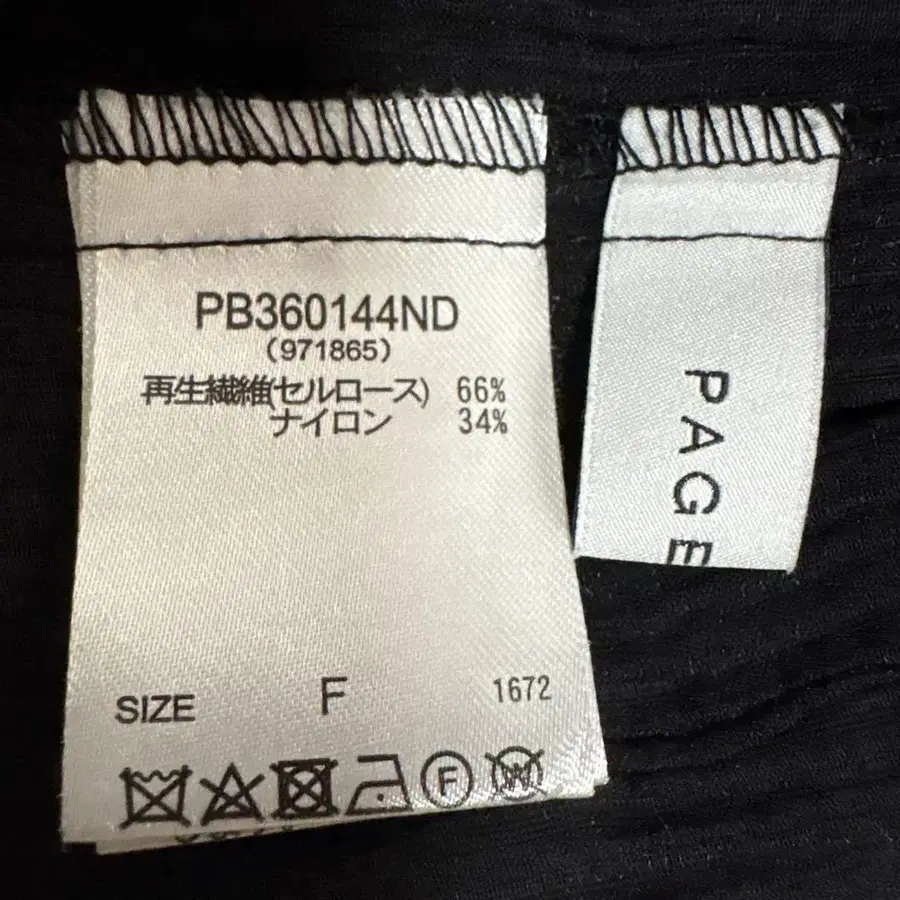 PB360144ND
(971865)
再生繊維(セルロース) 66%
ナイロン 34%
SIZE F 1672
F W
PAGE